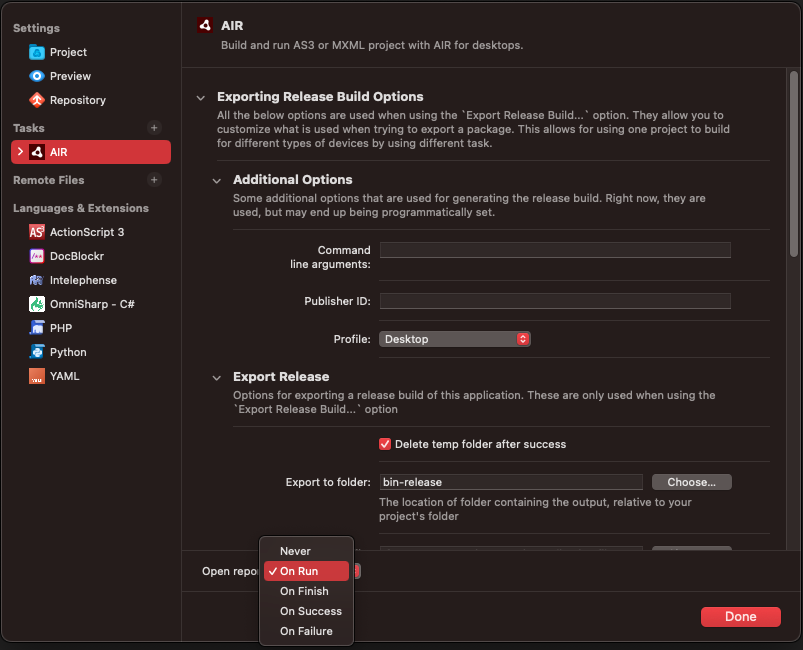 Settings
Project
Preview
Repository
Tasks
AIR
Remote Files
Languages & Extensions
ActionScript 3
DocBlockr
Intelephense
OmniSharp - C#
PHP
Python
YAML
AIR
Build and run AS3 or MXML project with AIR for desktops.
Exporting Release Build Options
All the below options are used when using the `Export Release Build...` option. They allow you to
customize what is used when trying to export a package. This allows for using one project to build
for different types of devices by using different task.
Additional Options
Some additional options that are used for generating the release build. Right now, they are
used, but may end up being programmatically set.
Command
line arguments:
Publisher ID:
Profile: Desktop
Export Release
Options for exporting a release build of this application. These are only used when using the
`Export Release Build...` option
Delete temp folder after success
Export to folder: bin-release Choose...
The location of folder containing the output, relative to your
project's folder
Open repo
Never
On Run
On Finish
On Success
On Failure
Done